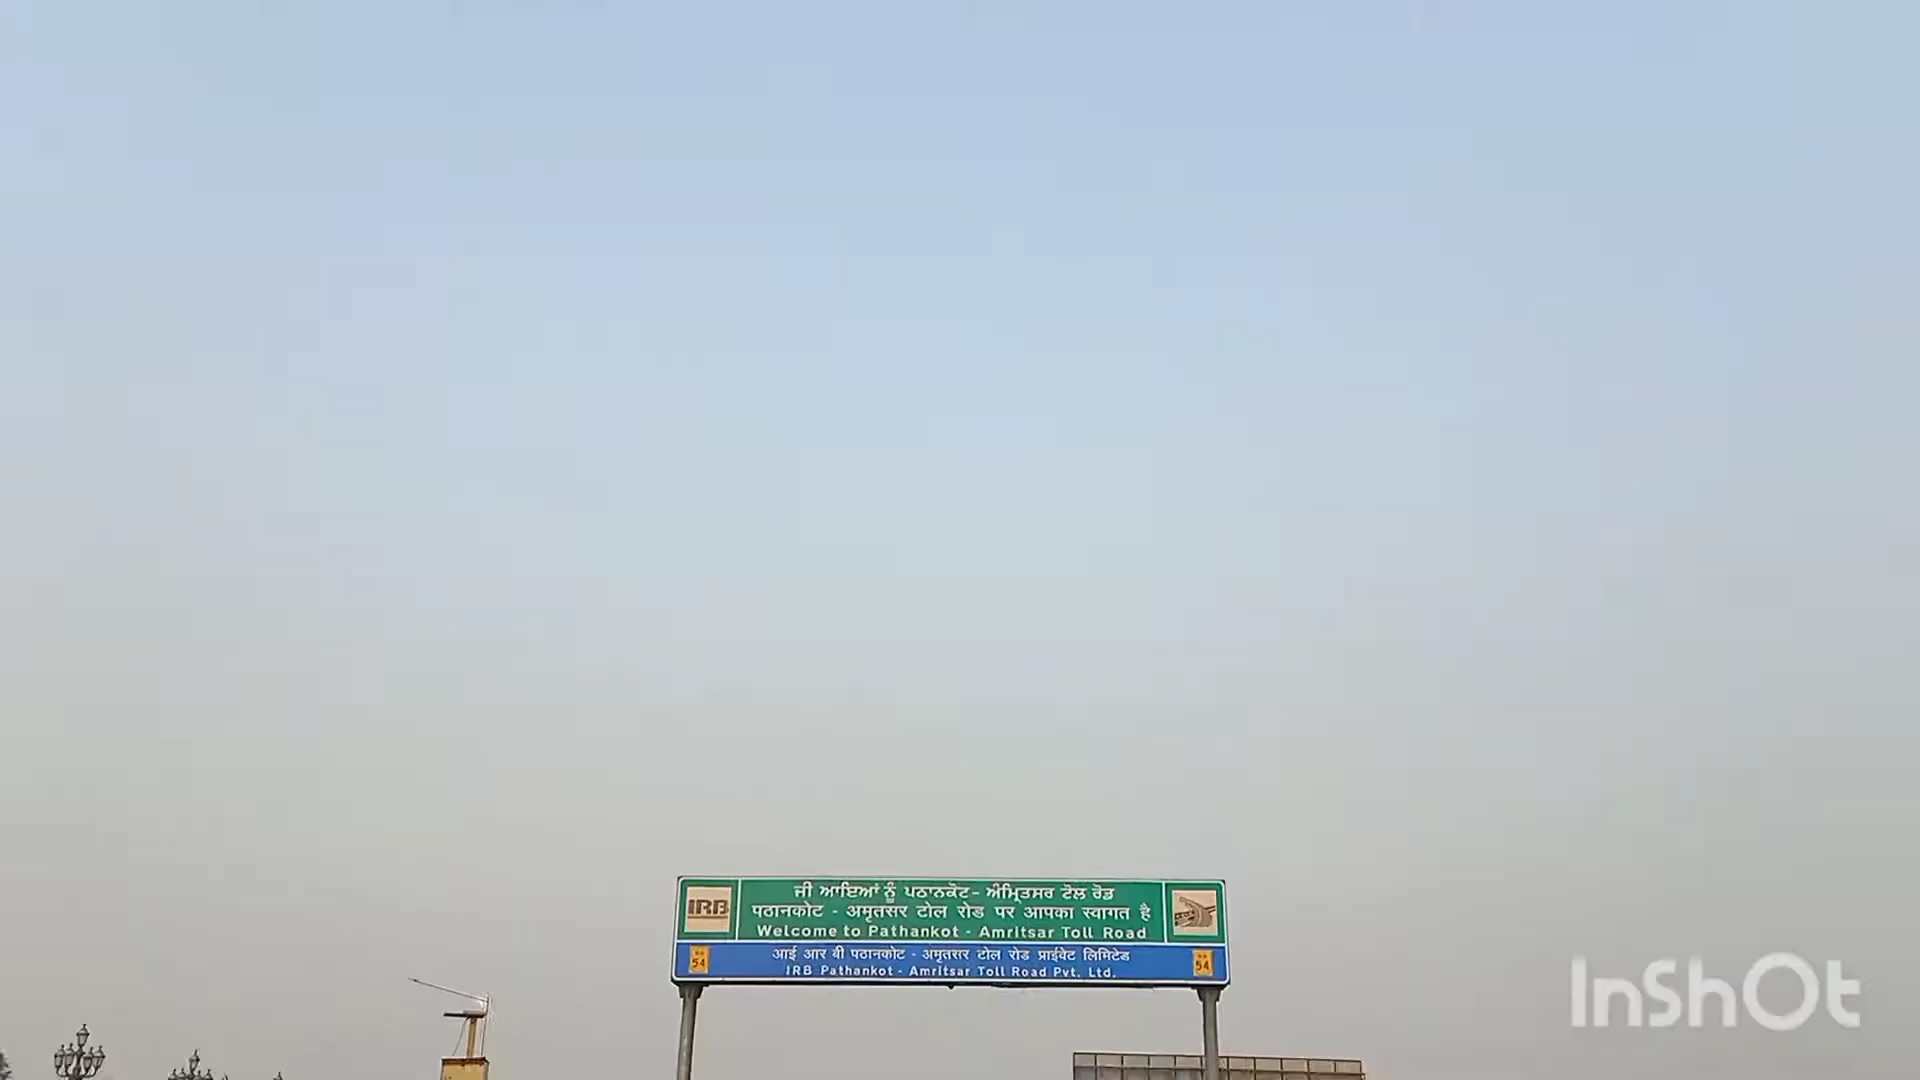 ਜੀ ਆਇਆਂ ਨੂੰ ਪਠਾਨਕੋਟ - ਅੰਮ੍ਰਿਤਸਰ ਟੋਲ ਰੋਡ
IRB
पठानकोट - अमृतसर टोल रोड पर आपका स्वागत है
Welcome to Pathankot - Amritsar Toll Road
54
आई आर बी पठानकोट - अमृतसर टोल रोड प्राईवेट लिमिटेड
54
IRB Pathankot - Amritsar Toll Road Pvt. Ltd.
InShOt